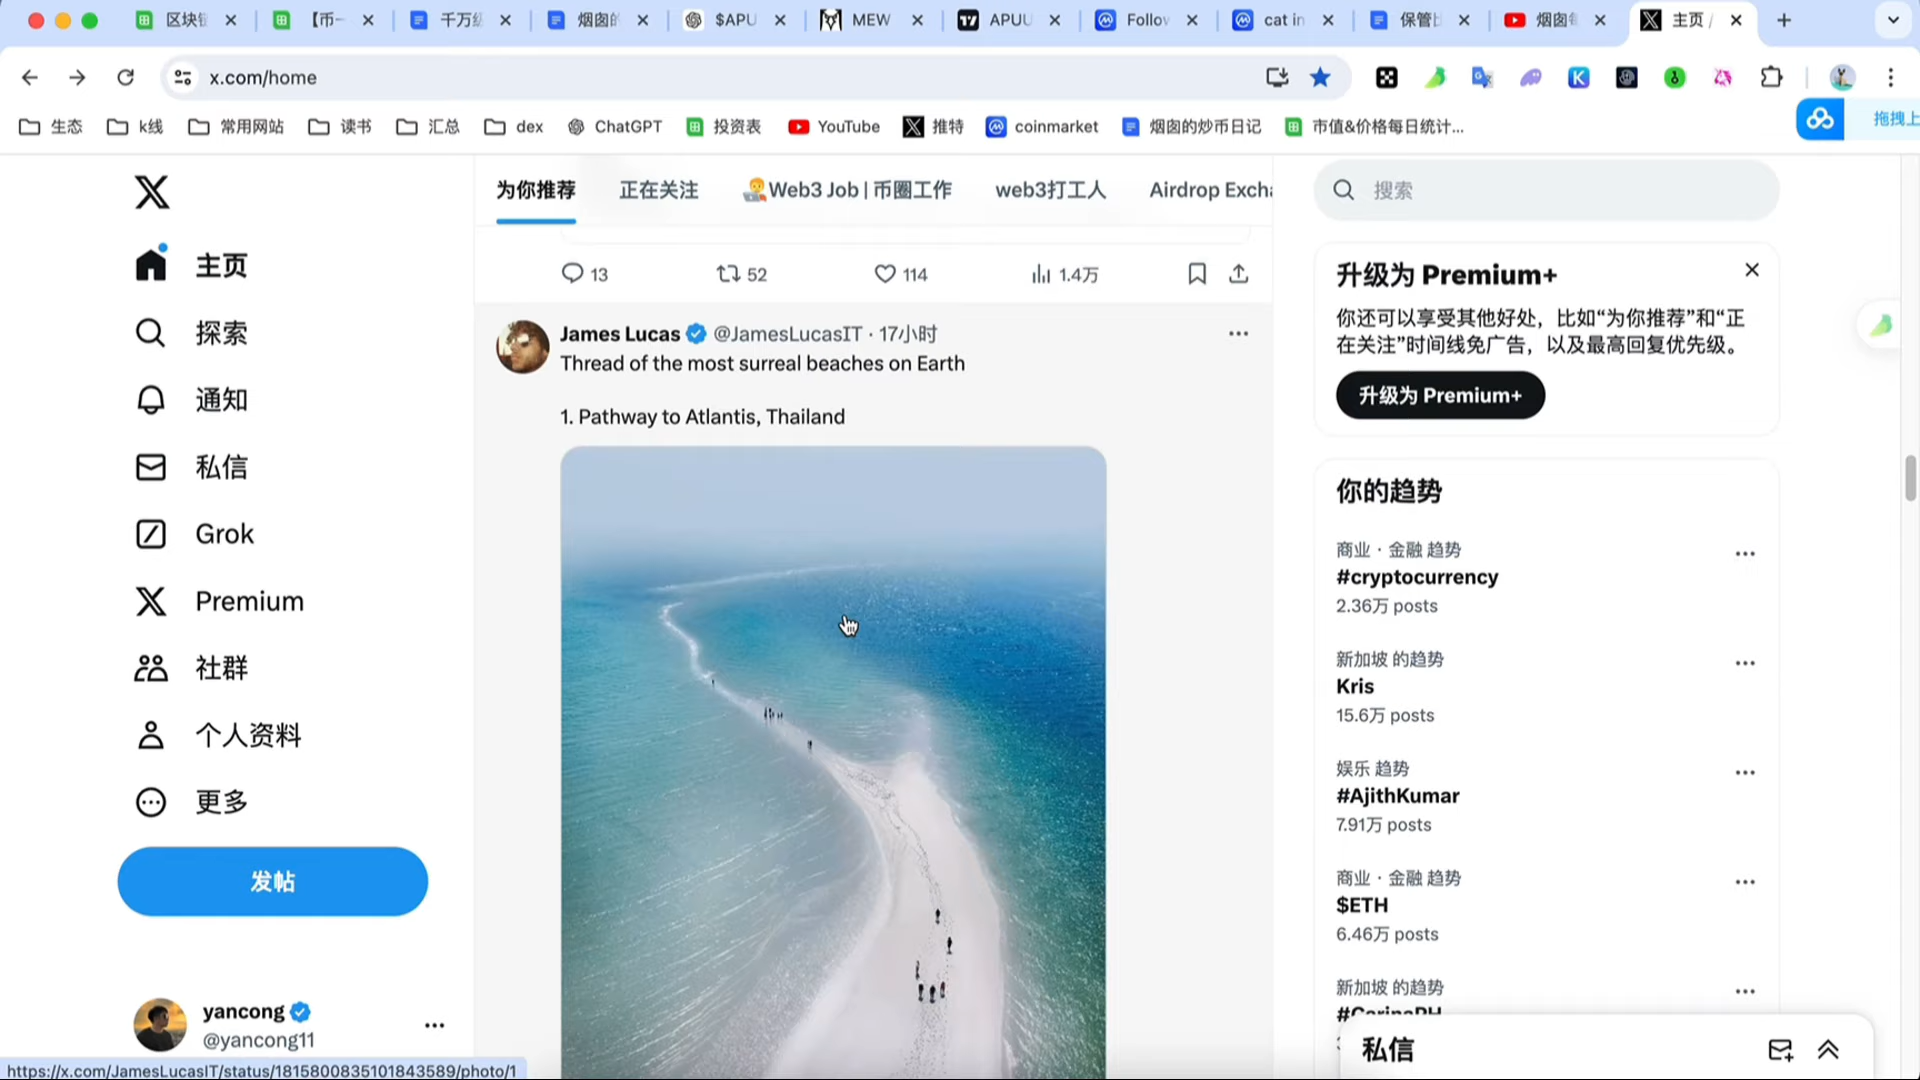 区块
【币一
千万
烟囱
$APU
MEW
APUU
Follov
cat in
保管
烟囱
主页 /
x.com/home
生态
k线
常用网站
读书
汇总
dex
ChatGPT
投资表
YouTube
推特
coinmarket
烟囱的炒币日记
市值&价格每日统计...
拖拽上
主页
探索
通知
私信
Grok
Premium
社群
个人资料
更多
发帖
yancong
@yancong11
为你推荐
正在关注
Web3 Job | 币圈工作
web3打工人
Airdrop Excha
13
52
114
1.4万
James Lucas @JamesLucasIT · 17小时
Thread of the most surreal beaches on Earth
1. Pathway to Atlantis, Thailand
搜索
升级为 Premium+
你还可以享受其他好处，比如“为你推荐”和“正
在关注”时间线免广告，以及最高回复优先级。
升级为 Premium+
你的趋势
商业 · 金融 趋势
#cryptocurrency
2.36万 posts
新加坡 的趋势
Kris
15.6万 posts
娱乐 趋势
#AjithKumar
7.91万 posts
商业 · 金融 趋势
$ETH
6.46万 posts
新加坡 的趋势
#CarinaPH
私信
https://x.com/JamesLucasIT/status/1815800835101843589/photo/1